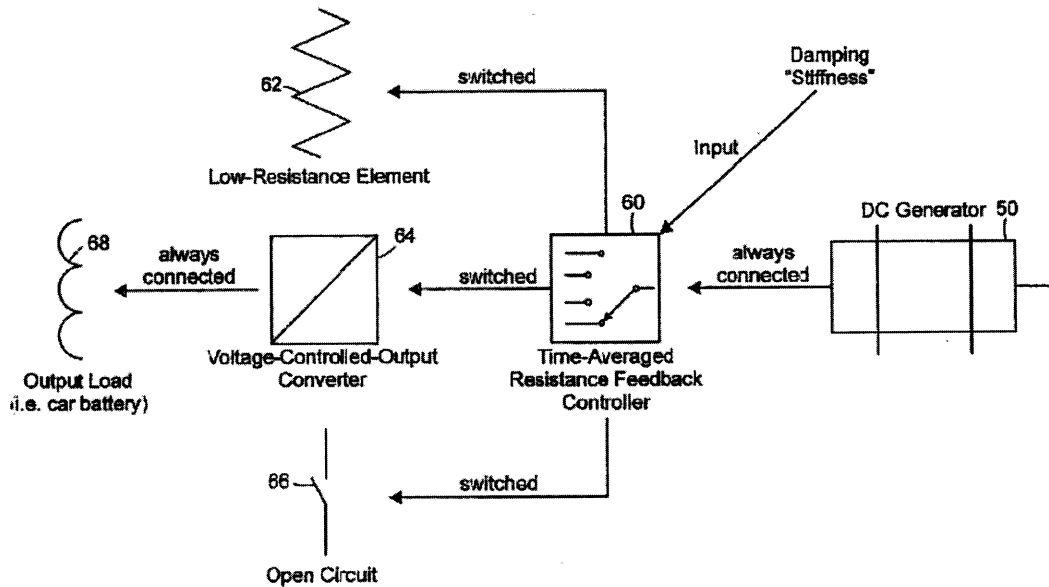 62
switched
Damping
"Stiffness"
Low-Resistance Element
Input
60
DC Generator 50
68
always
connected
64
switched
always
connected
Output Load
(i.e. car battery)
Voltage-Controlled-Output
Converter
Time-Averaged
Resistance Feedback
Controller
66
switched
Open Circuit